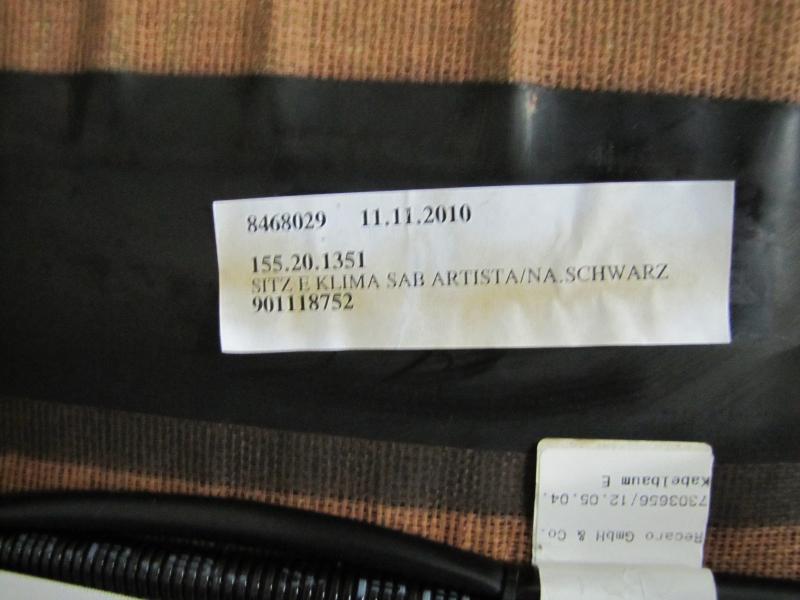 8468029 11.11.2010
155.20.1351
SITZ E KLIMA SAB ARTISTA/NA.SCHWARZ
901118752
Recaro GmbH & Co.
7303656/12.05.04.
Kabelbaum E